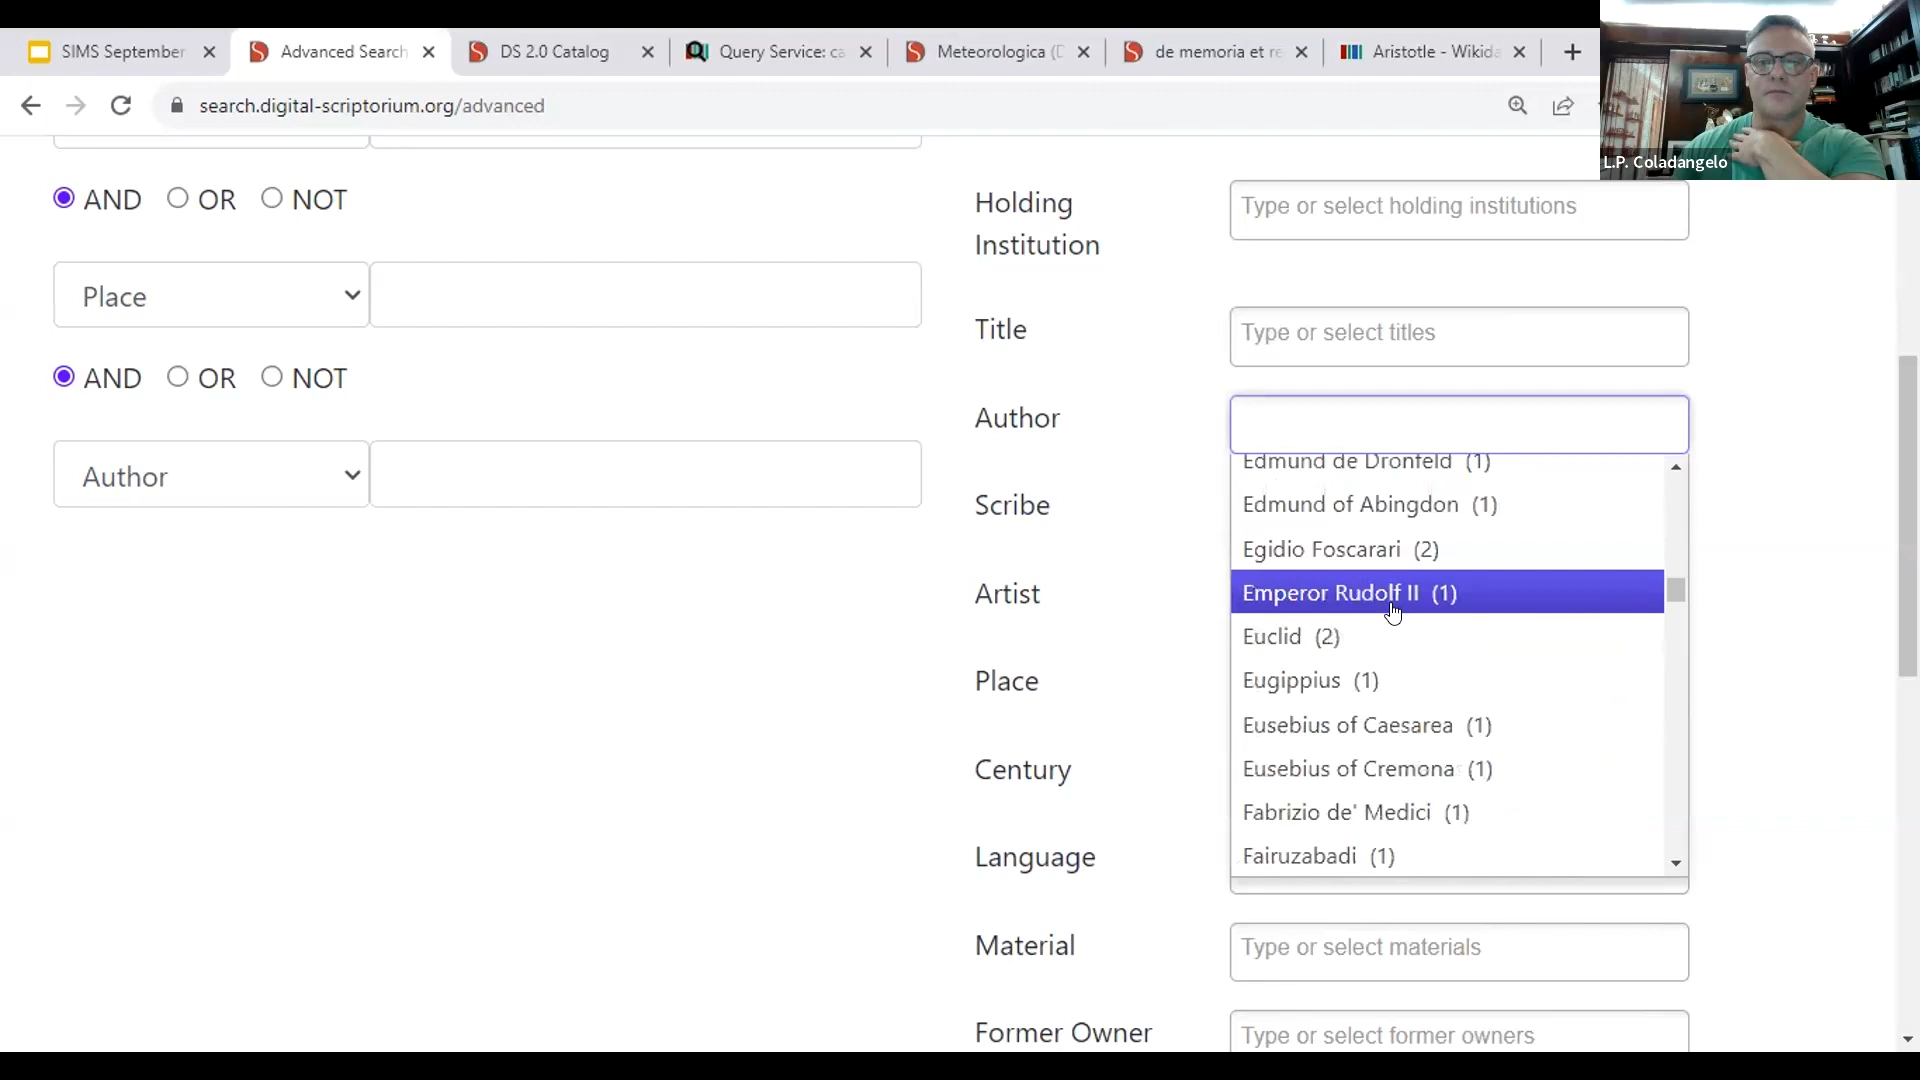 SIMS September
Advanced Search
DS 2.0 Catalog
Query Service: ca
Meteorologica (D
de memoria et re
Aristotle - Wikida
search.digital-scriptorium.org/advanced
L.P. Coladangelo
AND OR NOT
Place
AND OR NOT
Author
Holding
Institution
Type or select holding institutions
Title
Type or select titles
Author
Edmund de Dronfeld (1)
Edmund of Abingdon (1)
Egidio Foscarari (2)
Emperor Rudolf II (1)
Euclid (2)
Eugippius (1)
Eusebius of Caesarea (1)
Eusebius of Cremona (1)
Fabrizio de' Medici (1)
Fairuzabadi (1)
Scribe
Artist
Place
Century
Language
Material
Type or select materials
Former Owner
Type or select former owners